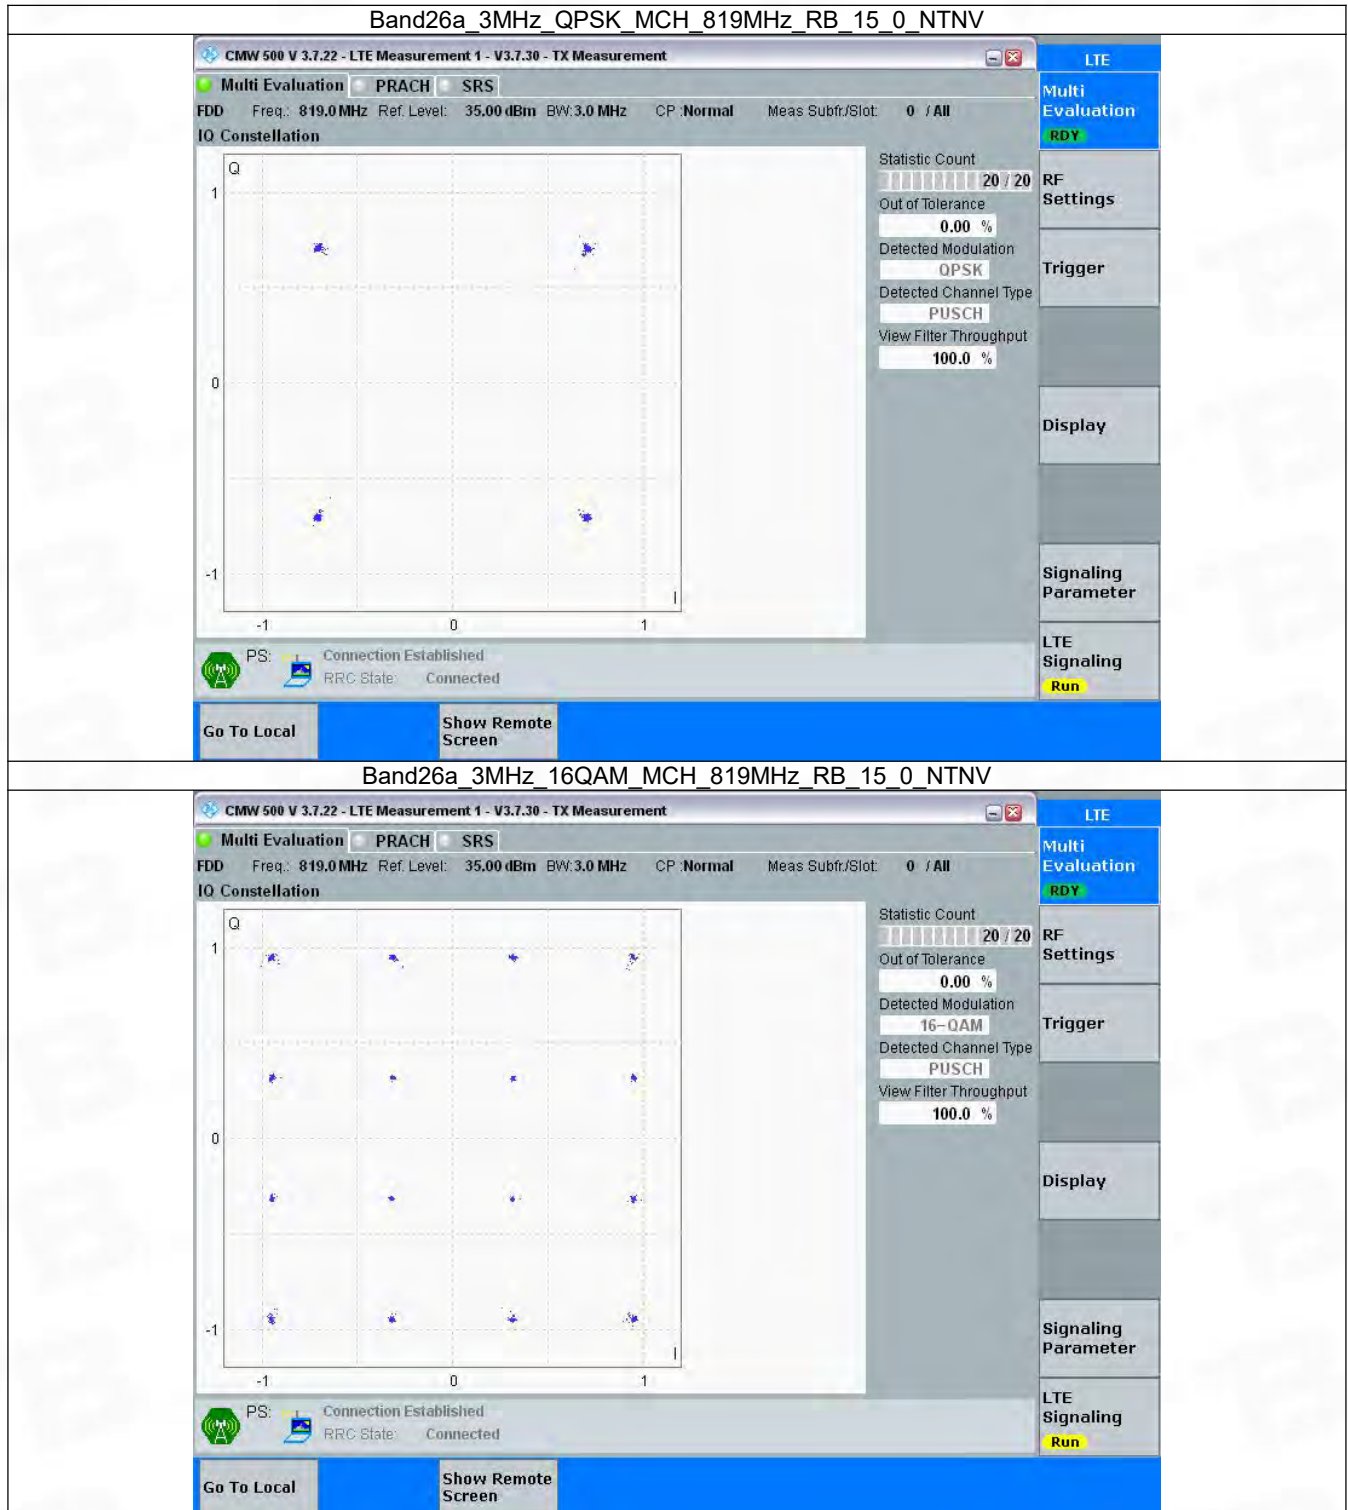 Band26a_3MHz_QPSK_MCH_819MHz_RB_15_0_NTNV
CMW 500 V 3.7.22 - LTE Measurement 1 - V3.7.30 - TX Measurement
LTE
Multi Evaluation PRACH SRS
Multi
Evaluation
RDY
FDD Freq.: 819.0 MHz Ref. Level: 35.00 dBm BW: 3.0 MHz CP :Normal Meas Subfr./Slot: 0 / All
IQ Constellation
Q
1
0
-1
I
-1 0 1
Statistic Count
20 / 20
Out of Tolerance
0.00 %
Detected Modulation
QPSK
Detected Channel Type
PUSCH
View Filter Throughput
100.0 %
RF
Settings
Trigger
Display
Signaling
Parameter
LTE
Signaling
Run
PS: Connection Established
RRC State: Connected
Go To Local
Show Remote
Screen
Band26a_3MHz_16QAM_MCH_819MHz_RB_15_0_NTNV
CMW 500 V 3.7.22 - LTE Measurement 1 - V3.7.30 - TX Measurement
LTE
Multi Evaluation PRACH SRS
Multi
Evaluation
RDY
FDD Freq.: 819.0 MHz Ref. Level: 35.00 dBm BW: 3.0 MHz CP :Normal Meas Subfr./Slot: 0 / All
IQ Constellation
Q
1
0
-1
I
-1 0 1
Statistic Count
20 / 20
Out of Tolerance
0.00 %
Detected Modulation
16-QAM
Detected Channel Type
PUSCH
View Filter Throughput
100.0 %
RF
Settings
Trigger
Display
Signaling
Parameter
LTE
Signaling
Run
PS: Connection Established
RRC State: Connected
Go To Local
Show Remote
Screen